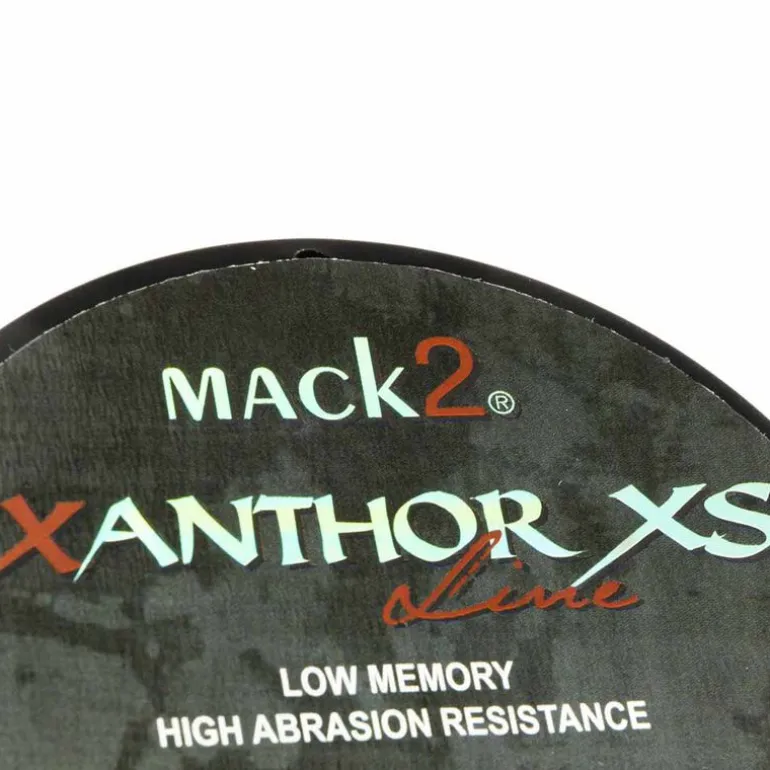 MACK2®
XANTHOR XS
Line
LOW MEMORY
HIGH ABRASION RESISTANCE